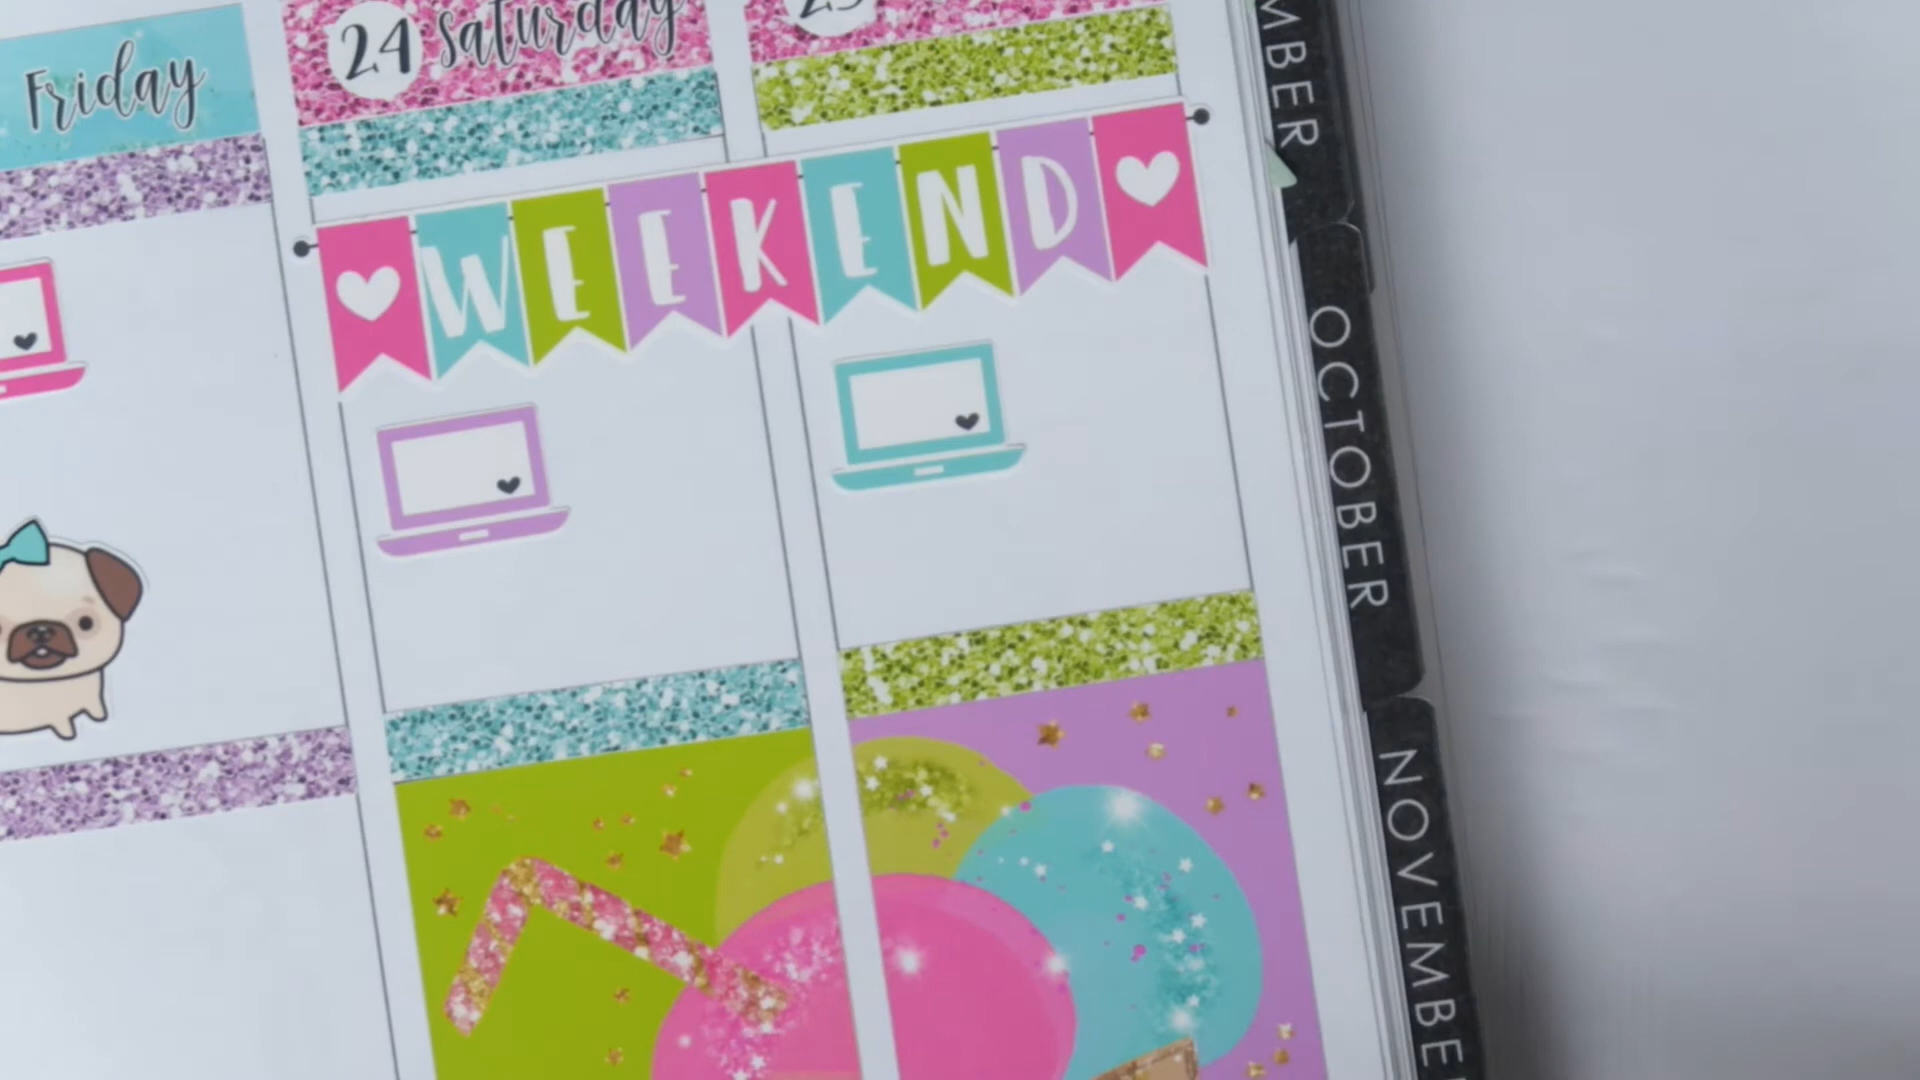 Friday
24 Saturday
WEEKEND
MBER
OCTOBER
NOVEMBE